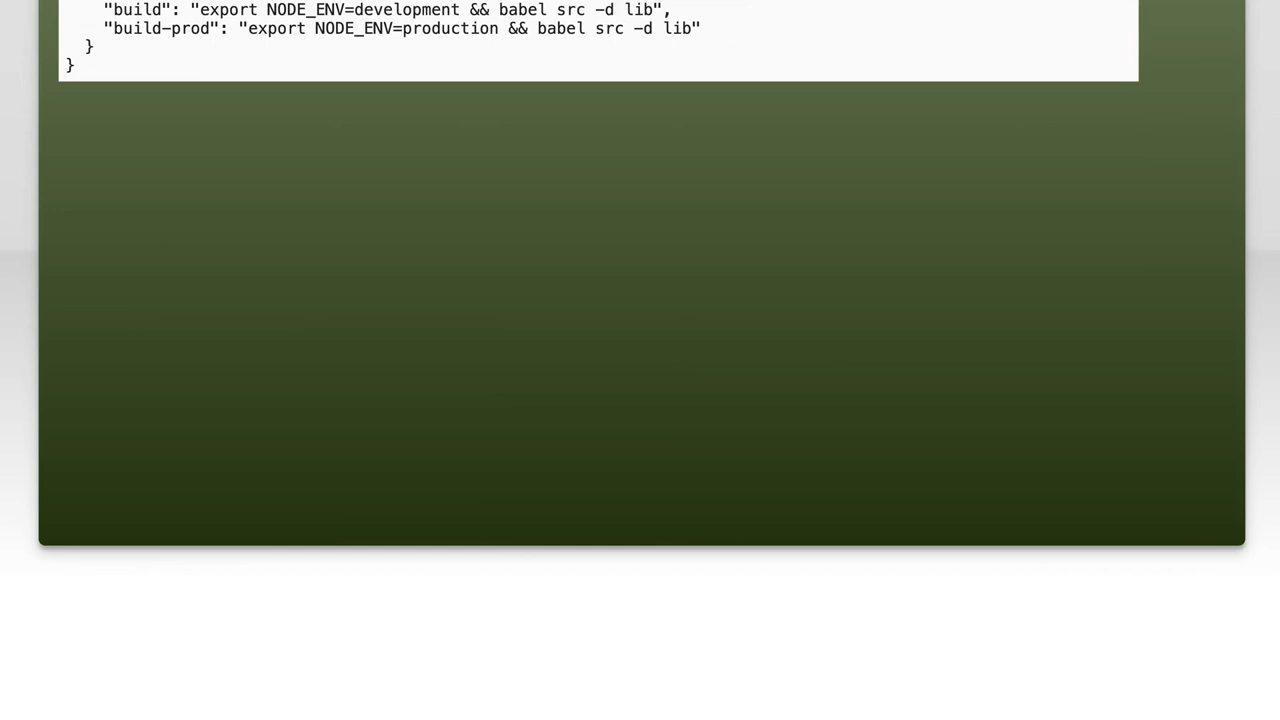 "build": "export NODE_ENV=development && babel src -d lib",
"build-prod": "export NODE_ENV=production && babel src -d lib"
}
}